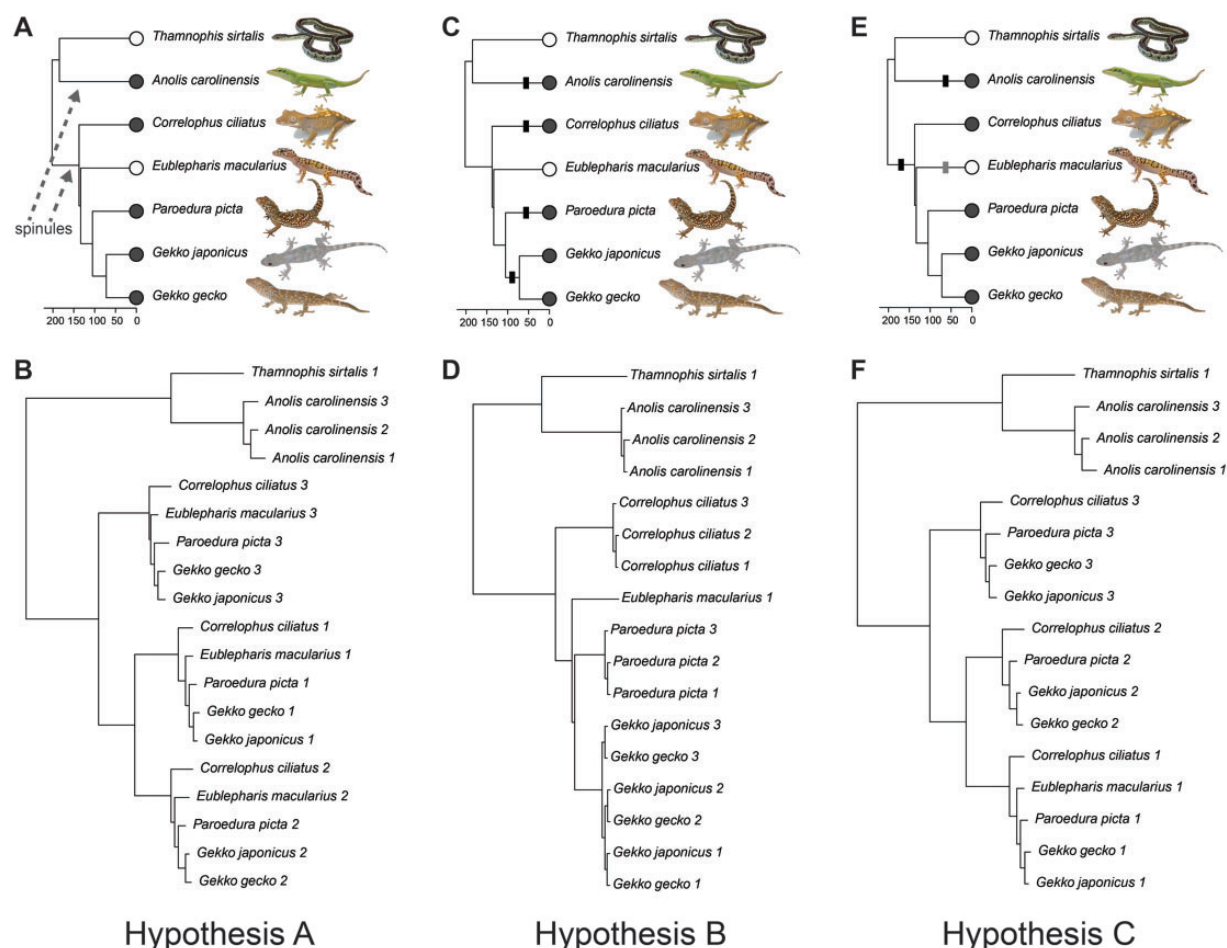 A
Thamnophis sirtalis
Anolis carolinensis
Correlophus ciliatus
Eublepharis macularius
spinules
Paroedura picta
Gekko japonicus
Gekko gecko
200 150 100 50 0
C
Thamnophis sirtalis
Anolis carolinensis
Correlophus ciliatus
Eublepharis macularius
Paroedura picta
Gekko japonicus
Gekko gecko
200 150 100 50 0
E
Thamnophis sirtalis
Anolis carolinensis
Correlophus ciliatus
Eublepharis macularius
Paroedura picta
Gekko japonicus
Gekko gecko
200 150 100 50 0
B
Thamnophis sirtalis 1
Anolis carolinensis 3
Anolis carolinensis 2
Anolis carolinensis 1
Correlophus ciliatus 3
Eublepharis macularius 3
Paroedura picta 3
Gekko gecko 3
Gekko japonicus 3
Correlophus ciliatus 1
Eublepharis macularius 1
Paroedura picta 1
Gekko gecko 1
Gekko japonicus 1
Correlophus ciliatus 2
Eublepharis macularius 2
Paroedura picta 2
Gekko japonicus 2
Gekko gecko 2
Hypothesis A
D
Thamnophis sirtalis 1
Anolis carolinensis 3
Anolis carolinensis 2
Anolis carolinensis 1
Correlophus ciliatus 3
Correlophus ciliatus 2
Correlophus ciliatus 1
Eublepharis macularius 1
Paroedura picta 3
Paroedura picta 2
Paroedura picta 1
Gekko japonicus 3
Gekko gecko 3
Gekko japonicus 2
Gekko gecko 2
Gekko japonicus 1
Gekko gecko 1
Hypothesis B
F
Thamnophis sirtalis 1
Anolis carolinensis 3
Anolis carolinensis 2
Anolis carolinensis 1
Correlophus ciliatus 3
Paroedura picta 3
Gekko gecko 3
Gekko japonicus 3
Correlophus ciliatus 2
Paroedura picta 2
Gekko japonicus 2
Gekko gecko 2
Correlophus ciliatus 1
Eublepharis macularius 1
Paroedura picta 1
Gekko gecko 1
Gekko japonicus 1
Hypothesis C